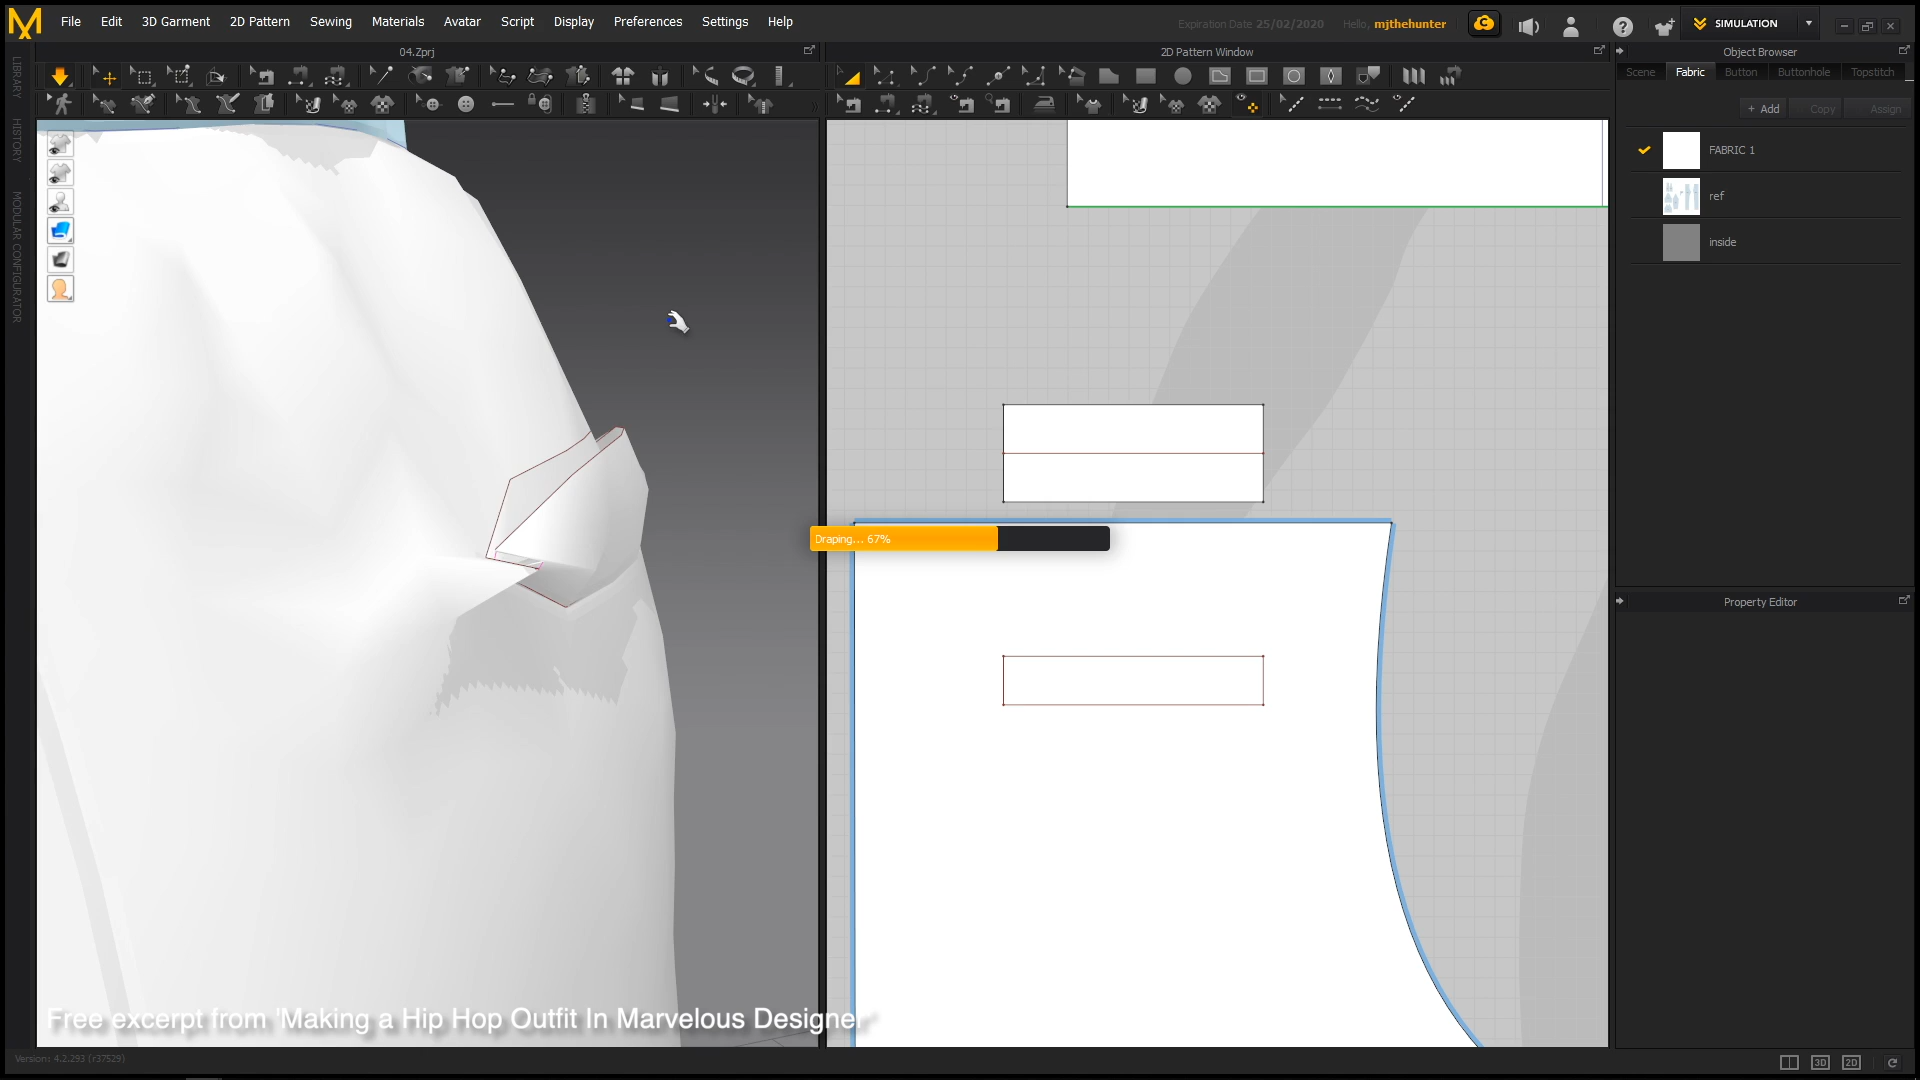 File Edit 3D Garment 2D Pattern Sewing Materials Avatar Script Display Preferences Settings Help
Expiration Date 25/02/2020 Hello, mjthehunter
SIMULATION
04.Zprj
2D Pattern Window
Object Browser
Scene Fabric Button Buttonhole Topstitch
+ Add Copy Assign
FABRIC 1
ref
inside
LIBRARY
HISTORY
MODULAR CONFIGURATOR
Draping... 67%
Property Editor
Free excerpt from 'Making a Hip Hop Outfit In Marvelous Designer'
Version: 4.2.293 (r37529)
3D 2D